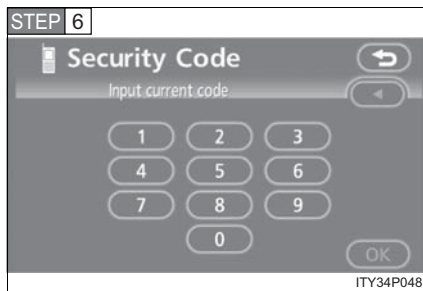 STEP 6
Security Code
Input current code
1 2 3
4 5 6
7 8 9
0
OK
ITY34P048